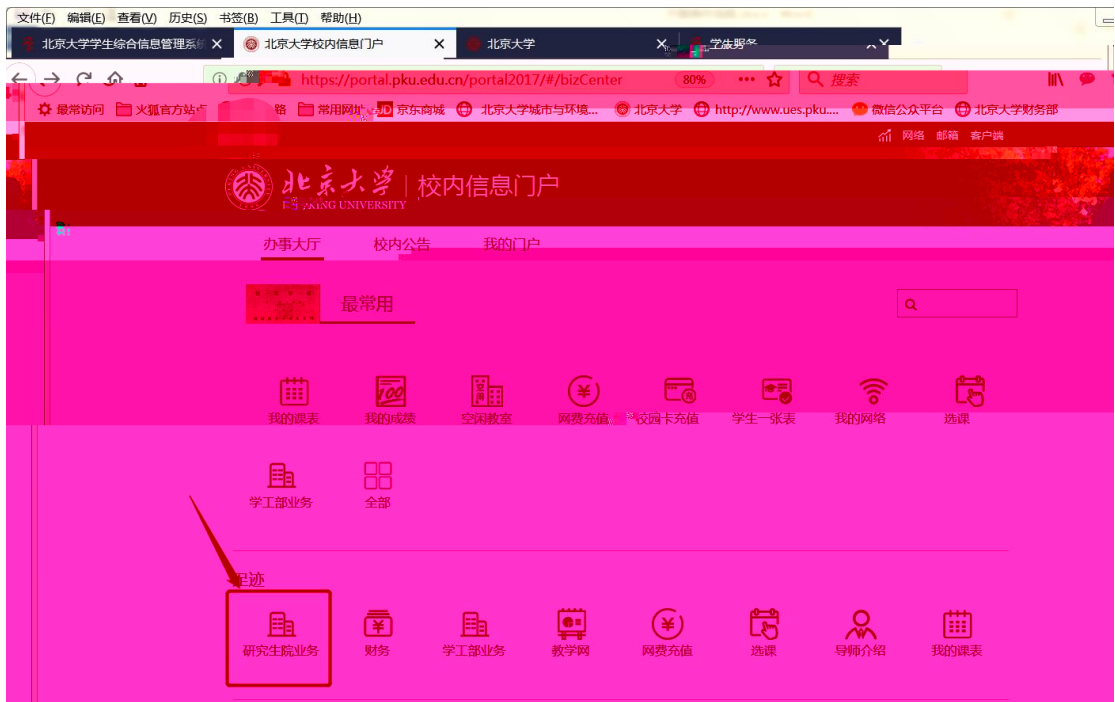 文件(F) 编辑(E) 查看(V) 历史(S) 书签(B) 工具(T) 帮助(H)
北京大学学生综合信息管理系统 北京大学校内信息门户 北京大学
https://portal.pku.edu.cn/portal2017/#/bizCenter 80% 搜索
最常访问 火狐官方站点 常用网址 JD 京东商城 北京大学城市与环境... 北京大学 http://www.ues.pku.... 微信公众平台 北京大学财务部
网络 邮箱 客户端
北京大学 校内信息门户
PEKING UNIVERSITY
办事大厅 校内公告 我的门户
最常用
我的课表 我的成绩 空闲教室 网费充值 校园卡充值 学生一张表 我的网络 选课
学工部业务 全部
足迹
研究生院业务 财务 学工部业务 教学网 网费充值 选课 导师介绍 我的课表